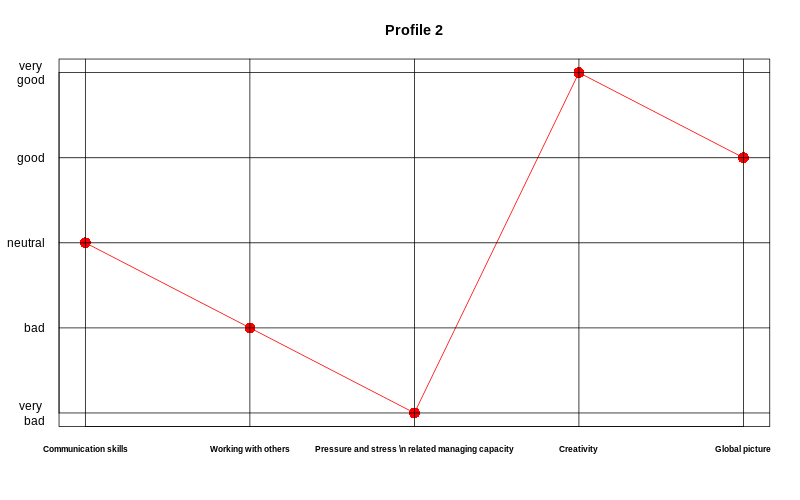 Profile 2
very
good
good
neutral
bad
very
bad
Communication skills
Working with others
Pressure and stress \n related managing capacity
Creativity
Global picture